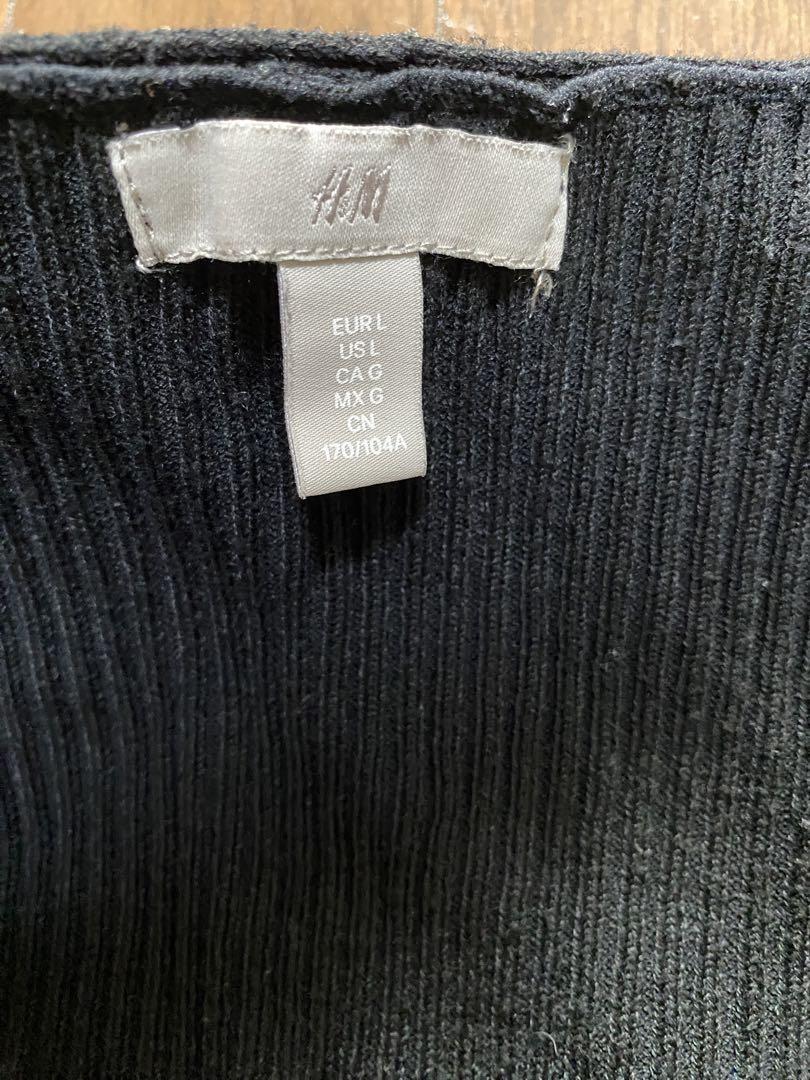 H&M
EUR L
US L
CA G
MX G
CN
170/104A